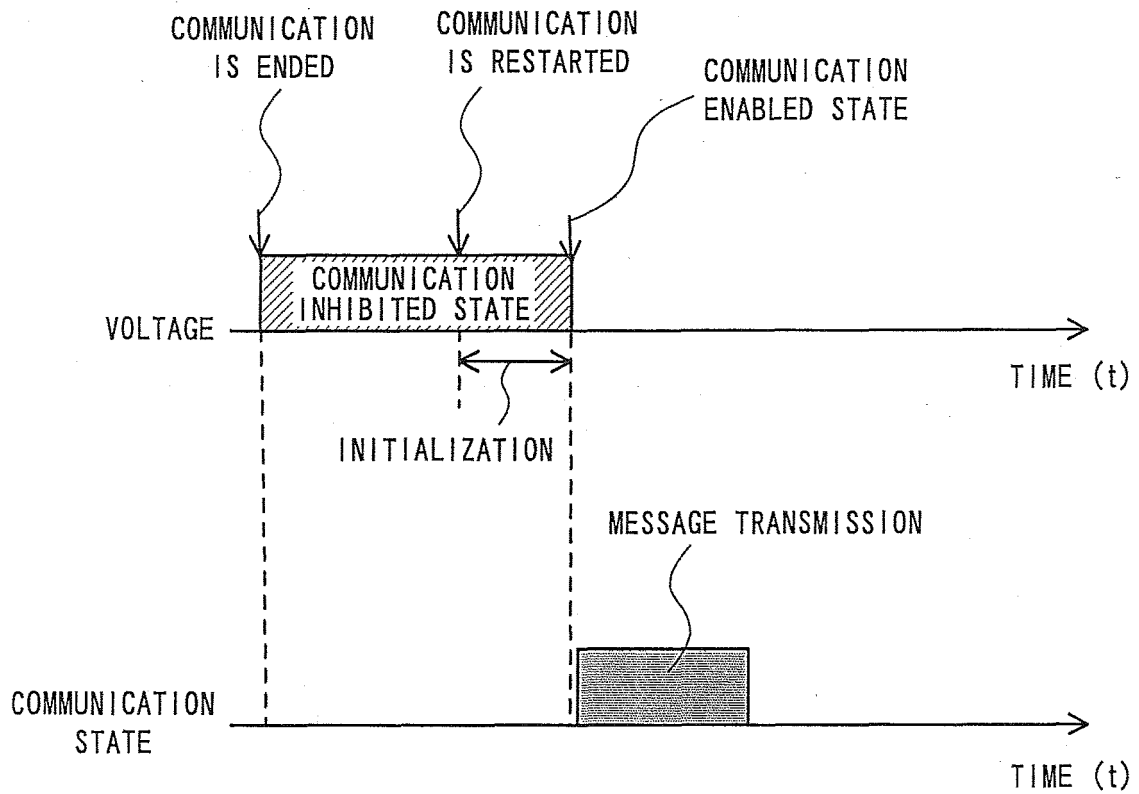 COMMUNICATION
IS ENDED
COMMUNICATION
IS RESTARTED
COMMUNICATION
ENABLED STATE
COMMUNICATION
INHIBITED STATE
VOLTAGE
TIME (t)
INITIALIZATION
MESSAGE TRANSMISSION
COMMUNICATION
STATE
TIME (t)